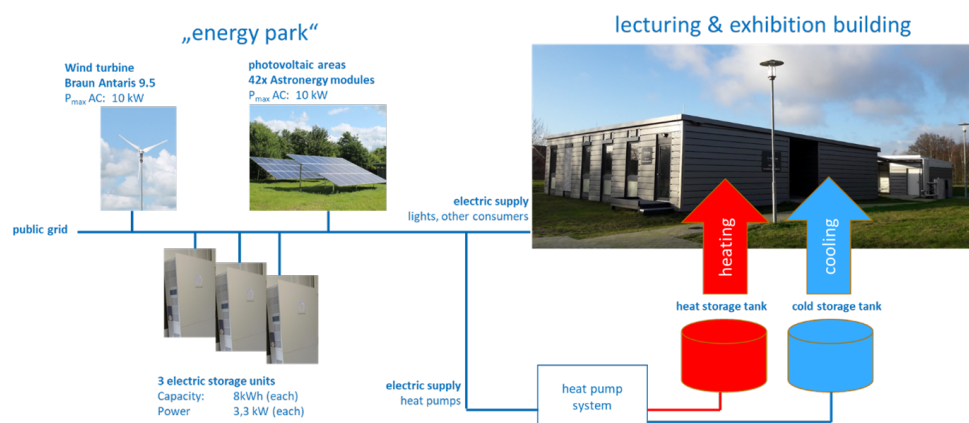 „energy park“
lecturing & exhibition building
Wind turbine
Braun Antaris 9.5
Pmax AC: 10 kW
photovoltaic areas
42x Astronergy modules
Pmax AC: 10 kW
public grid
electric supply
lights, other consumers
heating
cooling
heat storage tank
cold storage tank
3 electric storage units
Capacity: 8kWh (each)
Power 3,3 kW (each)
electric supply
heat pumps
heat pump
system